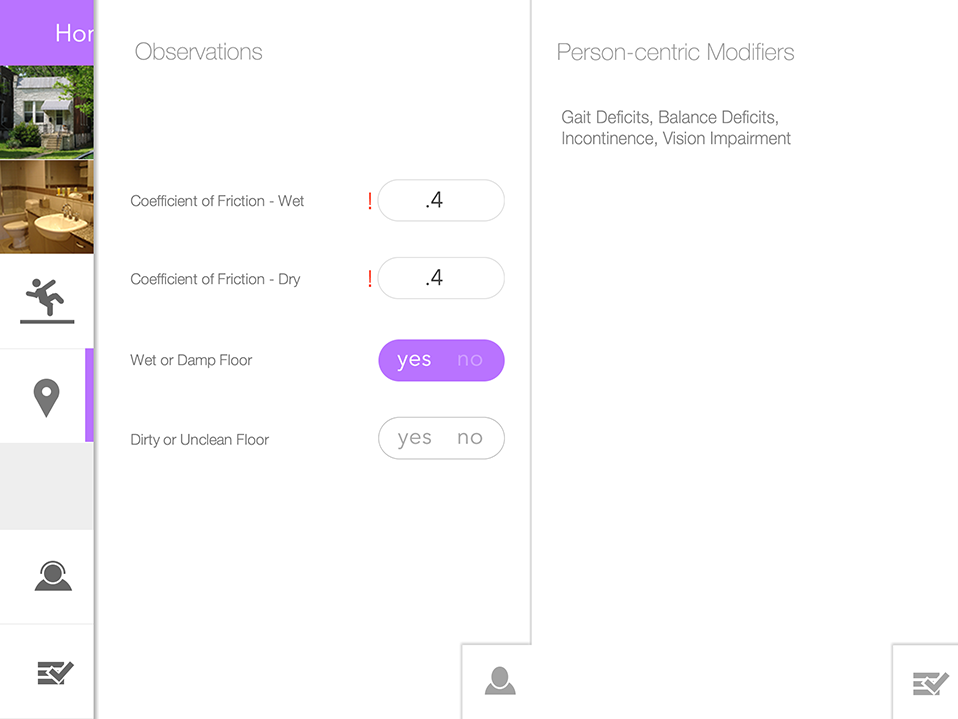 Hor
Observations
Person-centric Modifiers
Gait Deficits, Balance Deficits,
Incontinence, Vision Impairment
Coefficient of Friction - Wet ! .4
Coefficient of Friction - Dry ! .4
Wet or Damp Floor yes no
Dirty or Unclean Floor yes no